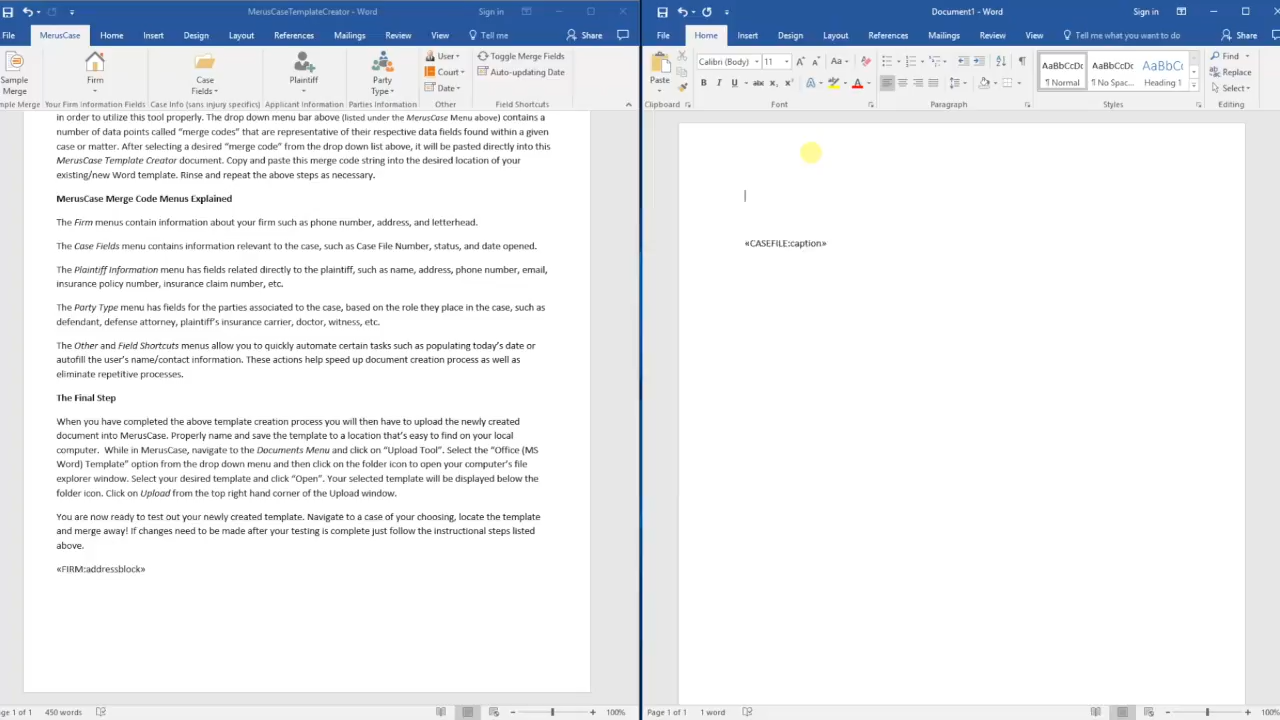 MerusCaseTemplateCreator - Word
Sign in
File
MerusCase
Home
Insert
Design
Layout
References
Mailings
Review
View
Tell me
Share
Sample
Merge
Firm
Case
Fields
Plaintiff
Party
Type
User
Court
Date
Toggle Merge Fields
Auto-updating Date
mple Merge
Your Firm Information Fields
Case Info (sans injury specifics)
Applicant Information
Parties Information
Other
Field Shortcuts
in order to utilize this tool properly. The drop down menu bar above (listed under the MerusCase Menu above) contains a
number of data points called “merge codes” that are representative of their respective data fields found within a given
case or matter. After selecting a desired “merge code” from the drop down list above, it will be pasted directly into this
MerusCase Template Creator document. Copy and paste this merge code string into the desired location of your
existing/new Word template. Rinse and repeat the above steps as necessary.
MerusCase Merge Code Menus Explained
The Firm menus contain information about your firm such as phone number, address, and letterhead.
The Case Fields menu contains information relevant to the case, such as Case File Number, status, and date opened.
The Plaintiff Information menu has fields related directly to the plaintiff, such as name, address, phone number, email,
insurance policy number, insurance claim number, etc.
The Party Type menu has fields for the parties associated to the case, based on the role they place in the case, such as
defendant, defense attorney, plaintiff’s insurance carrier, doctor, witness, etc.
The Other and Field Shortcuts menus allow you to quickly automate certain tasks such as populating today’s date or
autofill the user’s name/contact information. These actions help speed up document creation process as well as
eliminate repetitive processes.
The Final Step
When you have completed the above template creation process you will then have to upload the newly created
document into MerusCase. Properly name and save the template to a location that’s easy to find on your local
computer. While in MerusCase, navigate to the Documents Menu and click on “Upload Tool”. Select the “Office (MS
Word) Template” option from the drop down menu and then click on the folder icon to open your computer’s file
explorer window. Select your desired template and click “Open”. Your selected template will be displayed below the
folder icon. Click on Upload from the top right hand corner of the Upload window.
You are now ready to test out your newly created template. Navigate to a case of your choosing, locate the template
and merge away! If changes need to be made after your testing is complete just follow the instructional steps listed
above.
«FIRM:addressblock»
age 1 of 1
450 words
100%
Document1 - Word
Sign in
File
Home
Insert
Design
Layout
References
Mailings
Review
View
Tell me what you want to do
Share
Paste
Calibri (Body)
11
A A
Aa
B I U abc x₂ x²
A
A
AaBbCcDc
¶ Normal
AaBbCcDc
¶ No Spac...
AaBbC(
Heading 1
Find
Replace
Select
Clipboard
Font
Paragraph
Styles
Editing
«CASEFILE:caption»
Page 1 of 1
1 word
100%